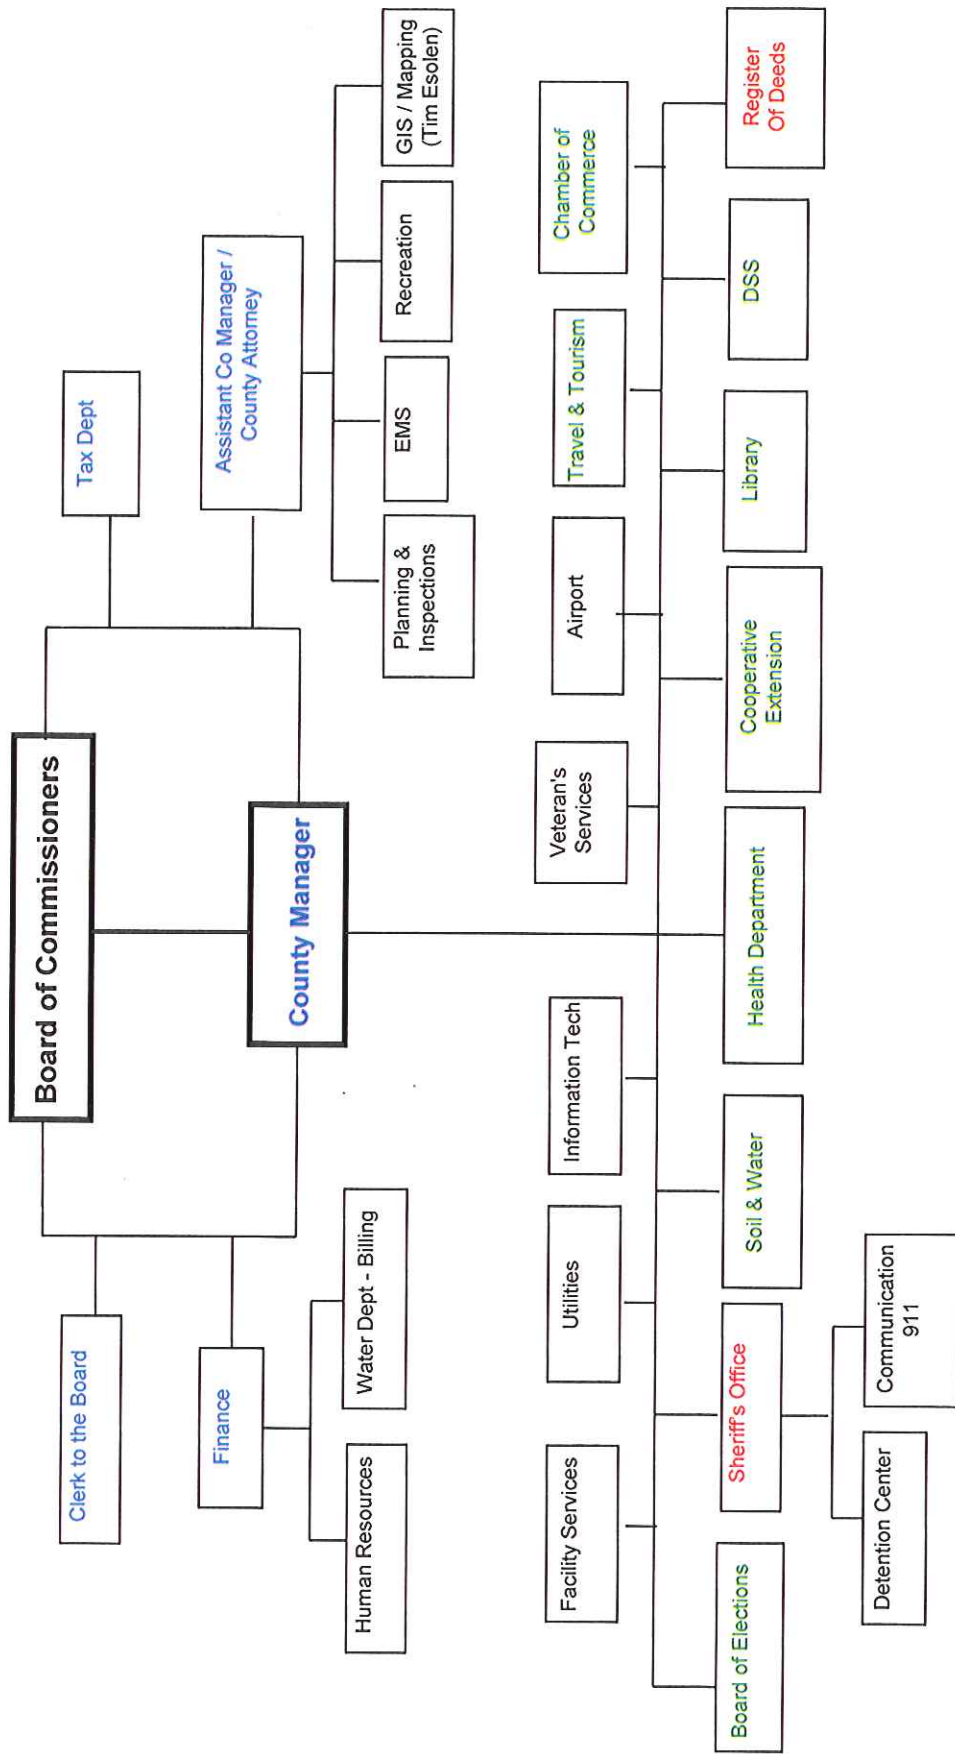 Board of Commissioners
County Manager
Clerk to the Board
Tax Dept
Finance
Assistant Co Manager /
County Attorney
Human Resources
Water Dept - Billing
Planning &
Inspections
EMS
Recreation
GIS / Mapping
(Tim Esolen)
Facility Services
Utilities
Information Tech
Veteran's
Services
Airport
Travel & Tourism
Chamber of
Commerce
Board of Elections
Sheriff's Office
Soil & Water
Health Department
Cooperative
Extension
Library
DSS
Register
Of Deeds
Detention Center
Communication
911